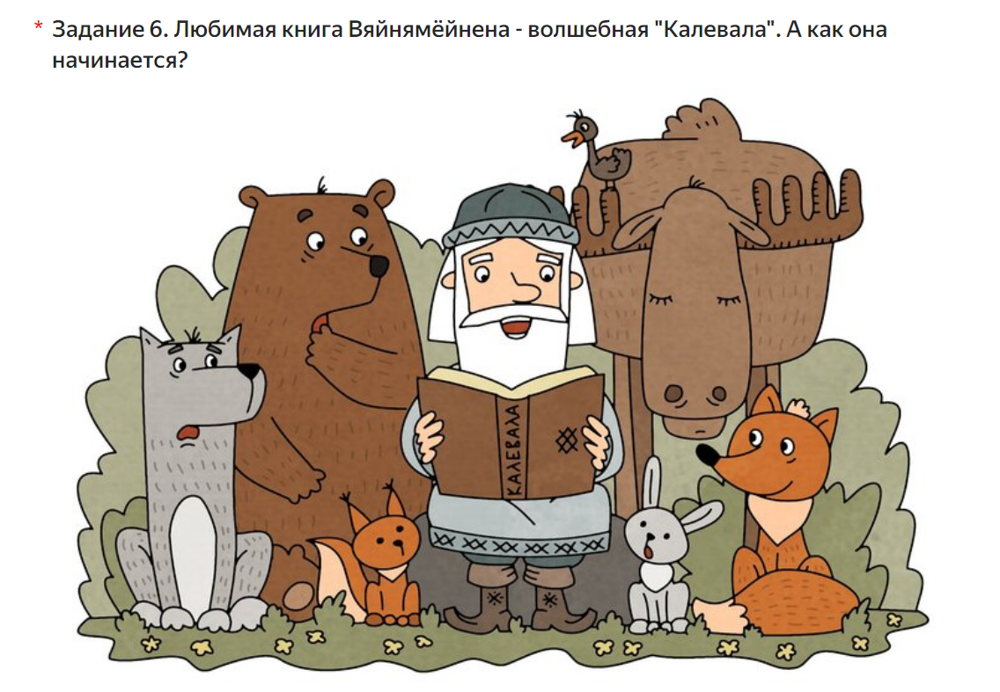 * Задание 6. Любимая книга Вяйнямёйнена - волшебная "Калевала". А как она
начинается?
КАЛЕВАЛА